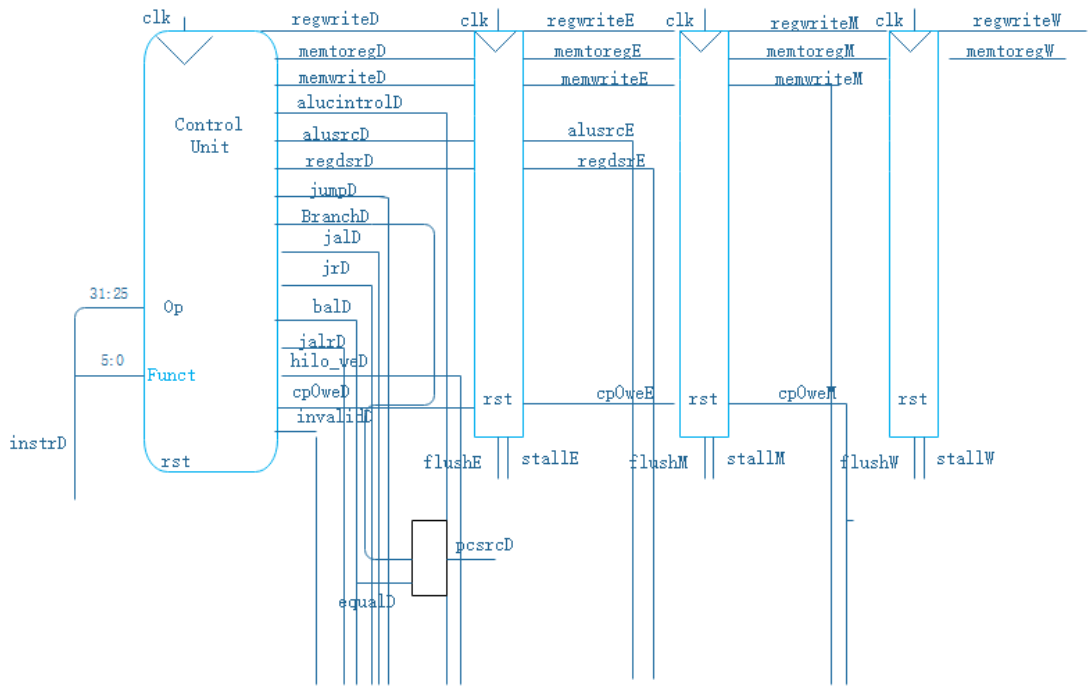 clk
regwriteD
clk
regwriteE
clk
regwriteM
clk
regwriteW
memtoregD
memtoregE
memtoregM
memtoregW
memwriteD
memwriteE
memwriteM
alucintrolD
Control
Unit
alusrcD
alusrcE
regdsrD
regdsrE
jumpD
BranchD
jalD
jrD
31:25
Op
balD
jalrD
5:0
Funct
hilo_weD
cp0weD
rst
cp0weE
rst
cp0weM
rst
invalidD
instrD
rst
flushE
stallE
flushM
stallM
flushW
stallW
pcsrcD
equalD